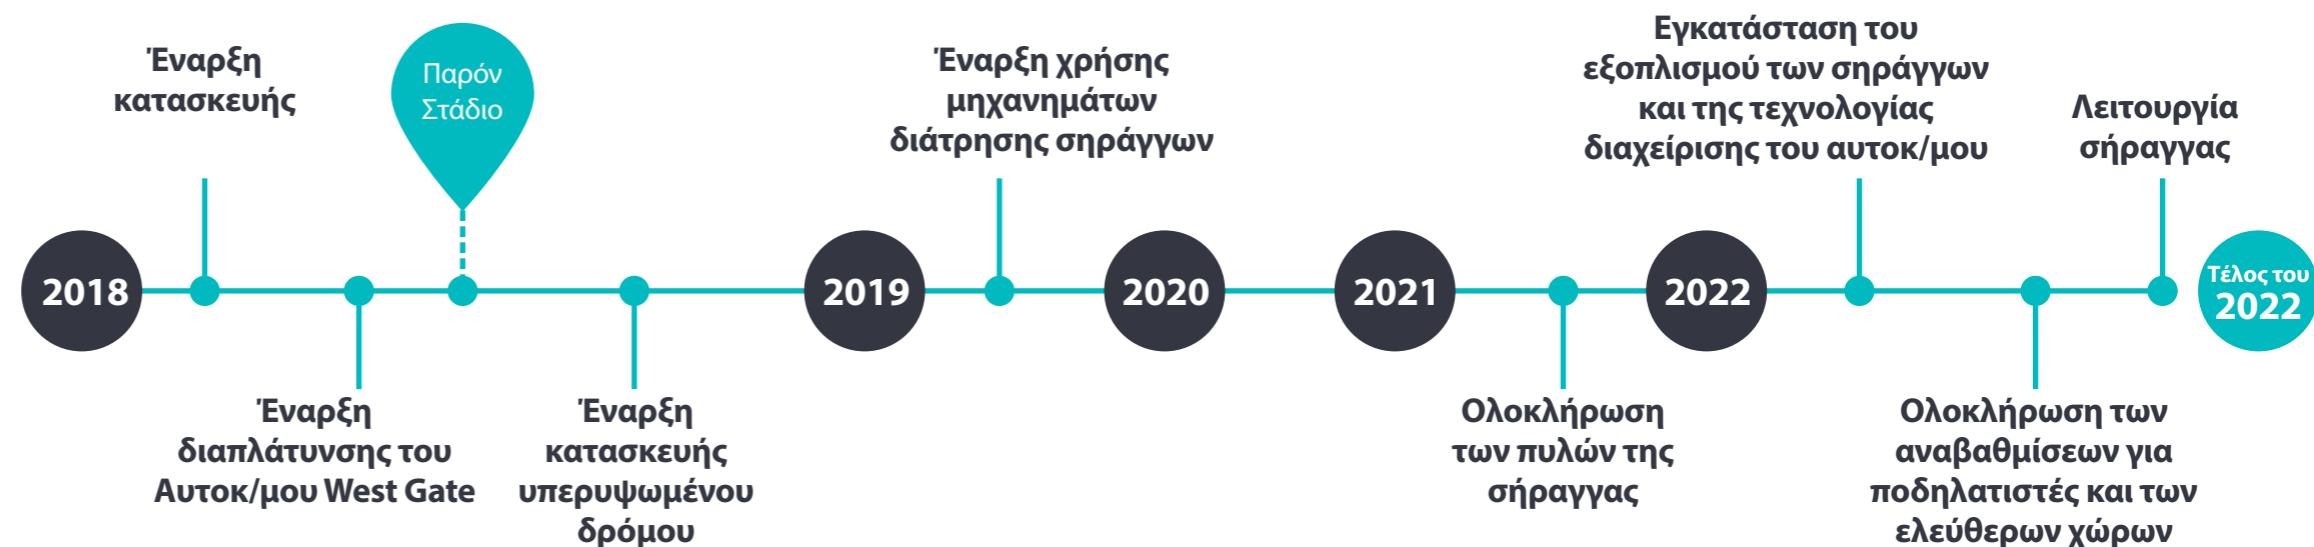 Έναρξη
κατασκευής
Παρόν
Στάδιο
Έναρξη χρήσης
μηχανημάτων
διάτρησης σηράγγων
Εγκατάσταση του
εξοπλισμού των σηράγγων
και της τεχνολογίας
διαχείρισης του αυτοκ/μου
Λειτουργία
σήραγγας
2018
2019
2020
2021
2022
Τέλος του
2022
Έναρξη
διαπλάτυνσης του
Αυτοκ/μου West Gate
Έναρξη
κατασκευής
υπερυψωμένου
δρόμου
Ολοκλήρωση
των πυλών της
σήραγγας
Ολοκλήρωση των
αναβαθμίσεων για
ποδηλατιστές και των
ελεύθερων χώρων